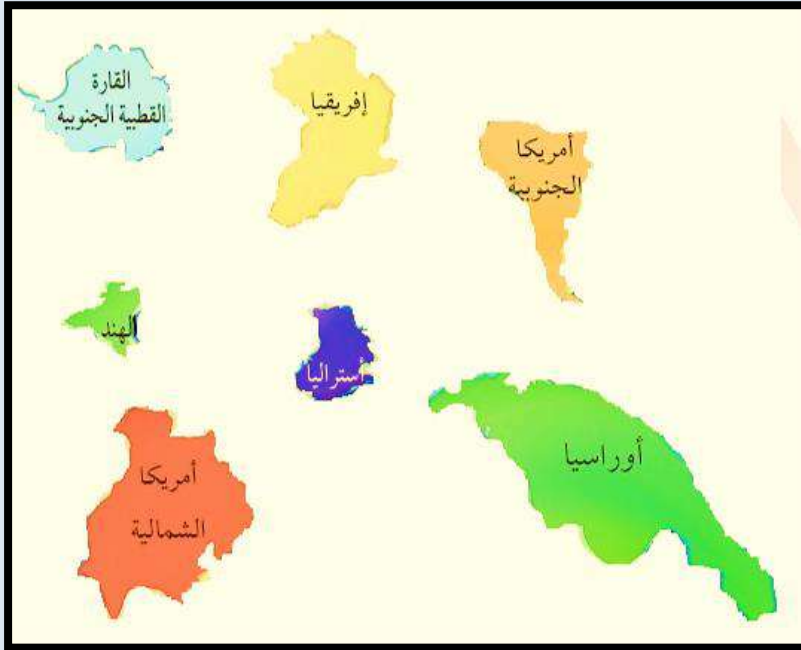 القارة
القطبية الجنوبية
إفريقيا
أمريكا
الجنوبية
الهند
أستراليا
أوراسيا
أمريكا
الشمالية